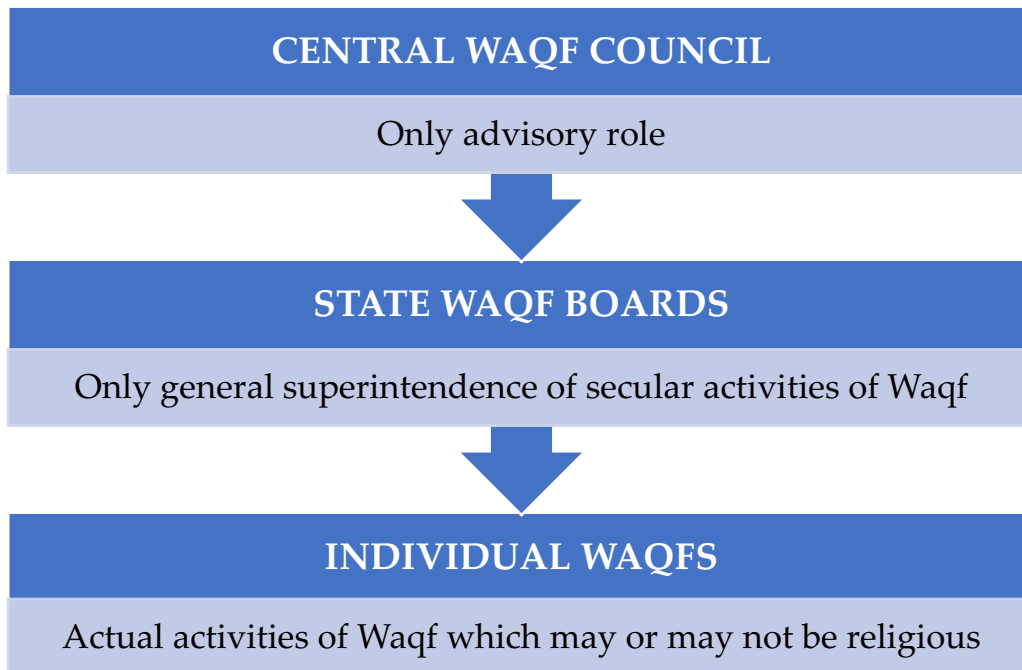 CENTRAL WAQF COUNCIL
Only advisory role
STATE WAQF BOARDS
Only general superintendence of secular activities of Waqf
INDIVIDUAL WAQFS
Actual activities of Waqf which may or may not be religious